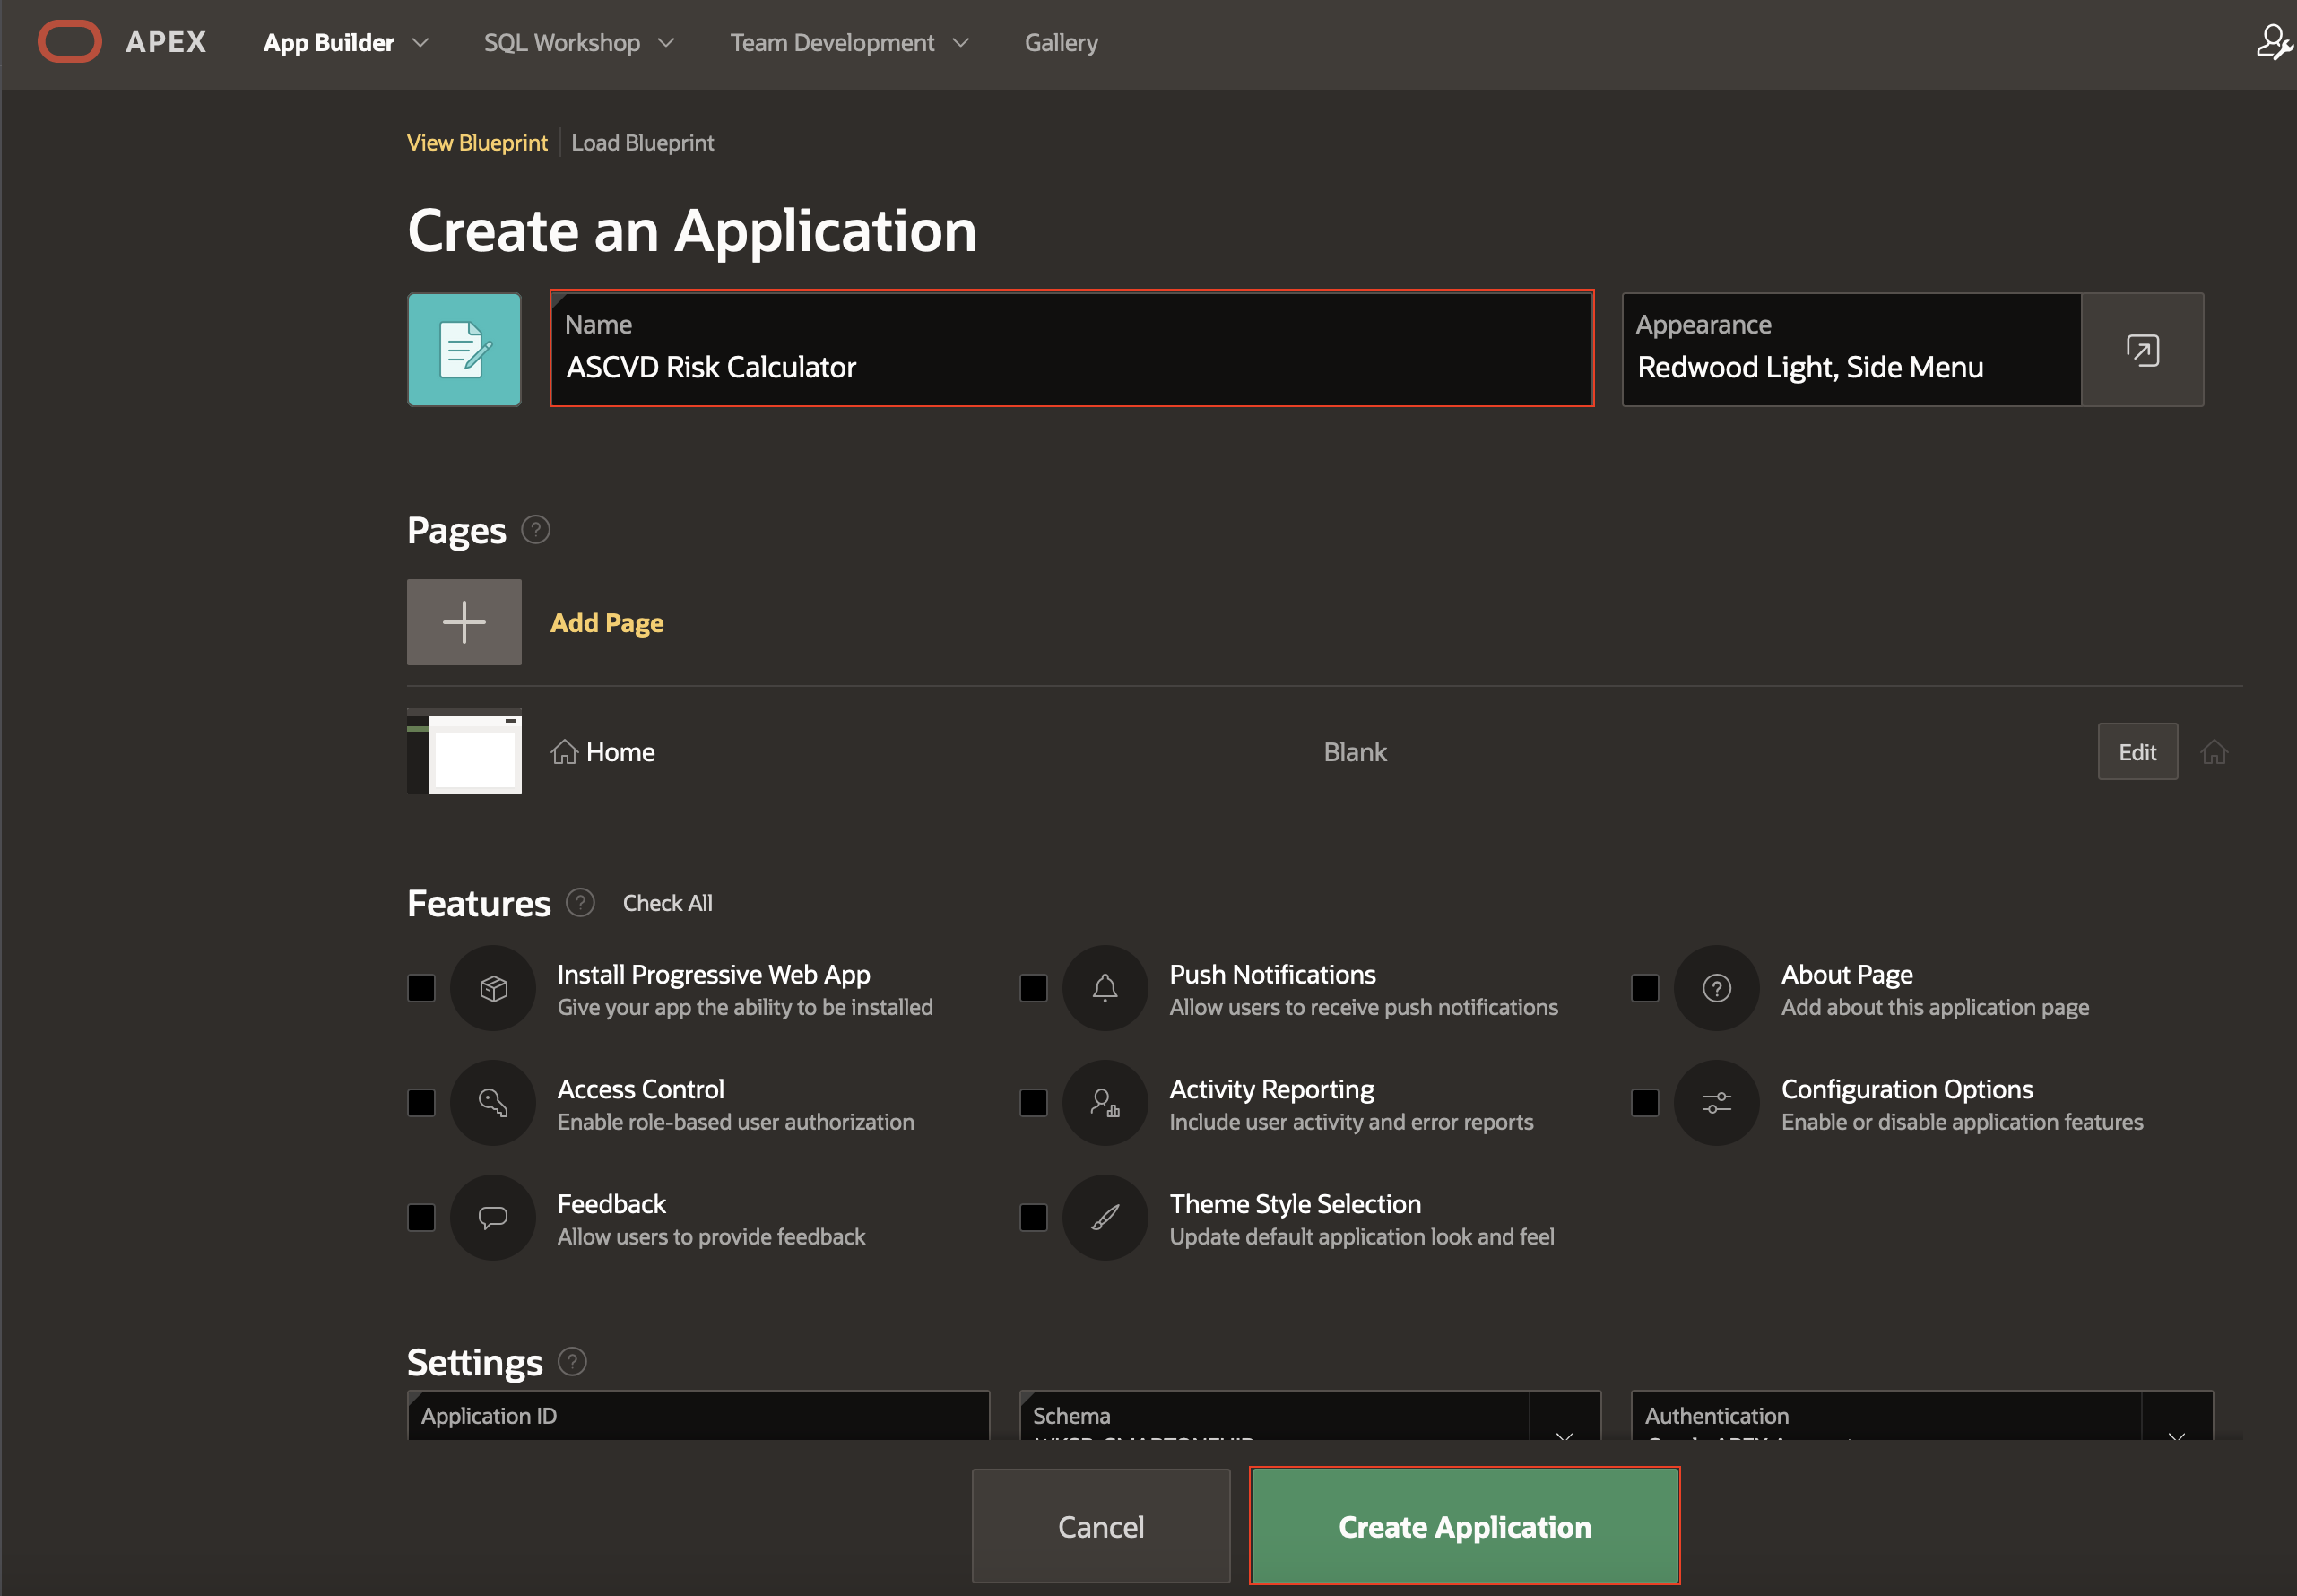 APEX App Builder SQL Workshop Team Development Gallery
View Blueprint Load Blueprint
Create an Application
Name
ASCVD Risk Calculator
Appearance
Redwood Light, Side Menu
Pages ?
Add Page
Home Blank Edit
Features ? Check All
Install Progressive Web App
Give your app the ability to be installed
Push Notifications
Allow users to receive push notifications
About Page
Add about this application page
Access Control
Enable role-based user authorization
Activity Reporting
Include user activity and error reports
Configuration Options
Enable or disable application features
Feedback
Allow users to provide feedback
Theme Style Selection
Update default application look and feel
Settings ?
Application ID
Schema
Authentication
Cancel Create Application